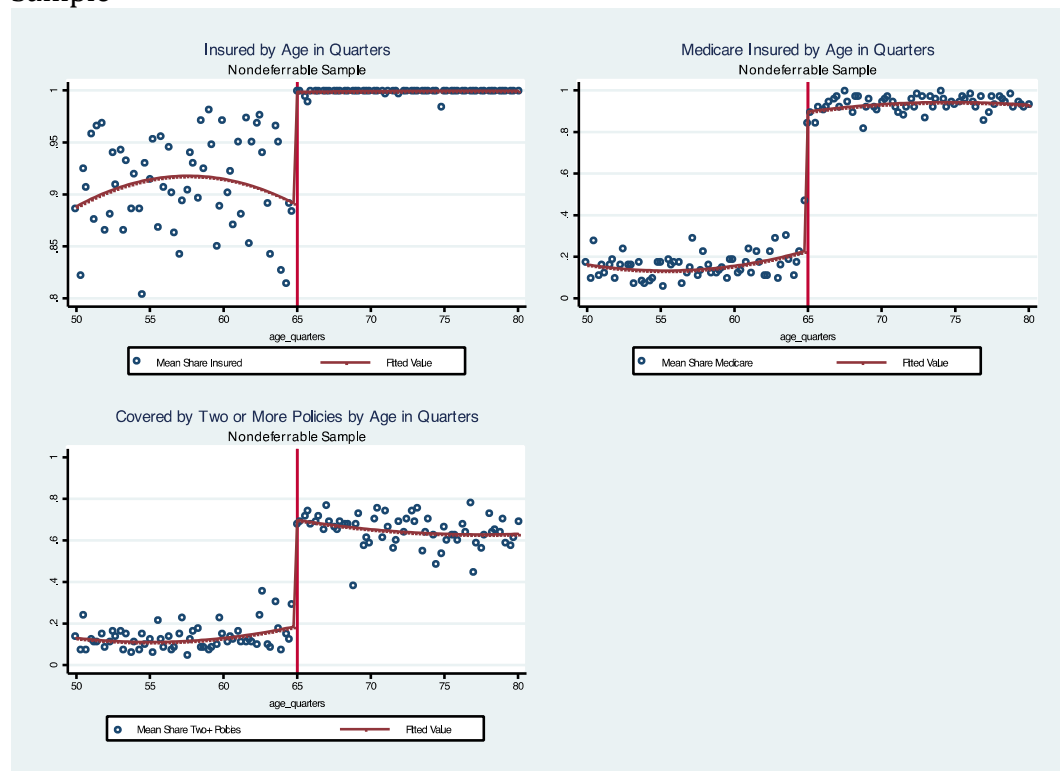 Sample
Insured by Age in Quarters
Nondeferrable Sample
1
.95
.9
.85
.8
50 55 60 65 70 75 80
age_quarters
Mean Share Insured Fitted Value
Medicare Insured by Age in Quarters
Nondeferrable Sample
1
.8
.6
.4
.2
0
50 55 60 65 70 75 80
age_quarters
Mean Share Medicare Fitted Value
Covered by Two or More Policies by Age in Quarters
Nondeferrable Sample
1
.8
.6
.4
.2
0
50 55 60 65 70 75 80
age_quarters
Mean Share Two+ Policies Fitted Value